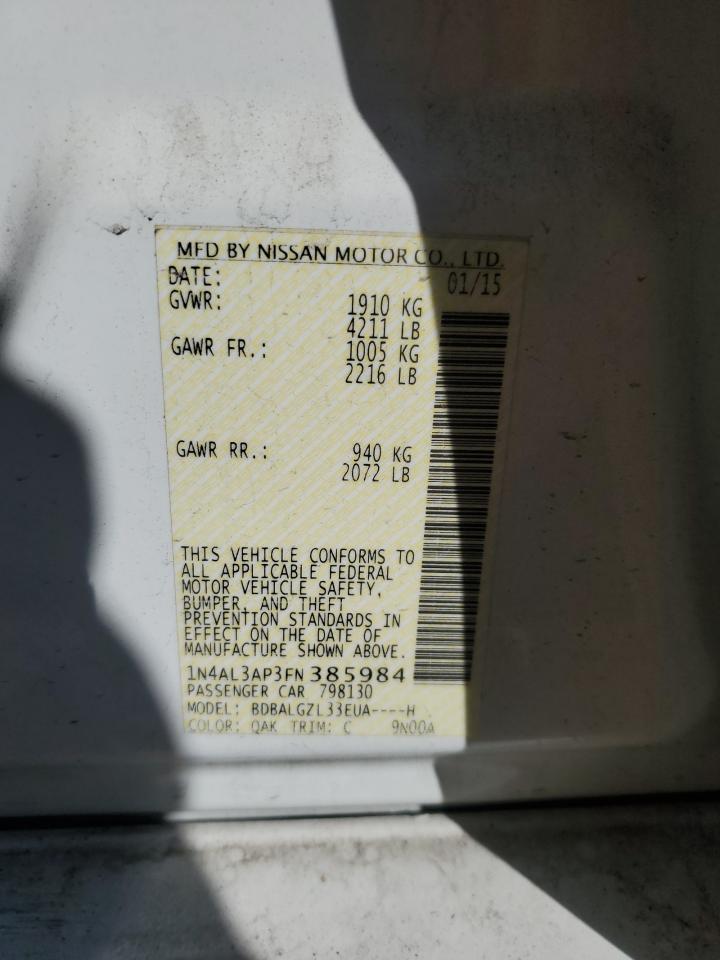 MFD BY NISSAN MOTOR CO., LTD.
DATE: 01/15
GVWR: 1910 KG
4211 LB
GAWR FR.: 1005 KG
2216 LB
GAWR RR.: 940 KG
2072 LB
THIS VEHICLE CONFORMS TO
ALL APPLICABLE FEDERAL
MOTOR VEHICLE SAFETY,
BUMPER, AND THEFT
PREVENTION STANDARDS IN
EFFECT ON THE DATE OF
MANUFACTURE SHOWN ABOVE.
1N4AL3AP3FN 385984
PASSENGER CAR 798130
MODEL: BDBALGZL33EUA----H
COLOR: QAK TRIM: C 9N00A